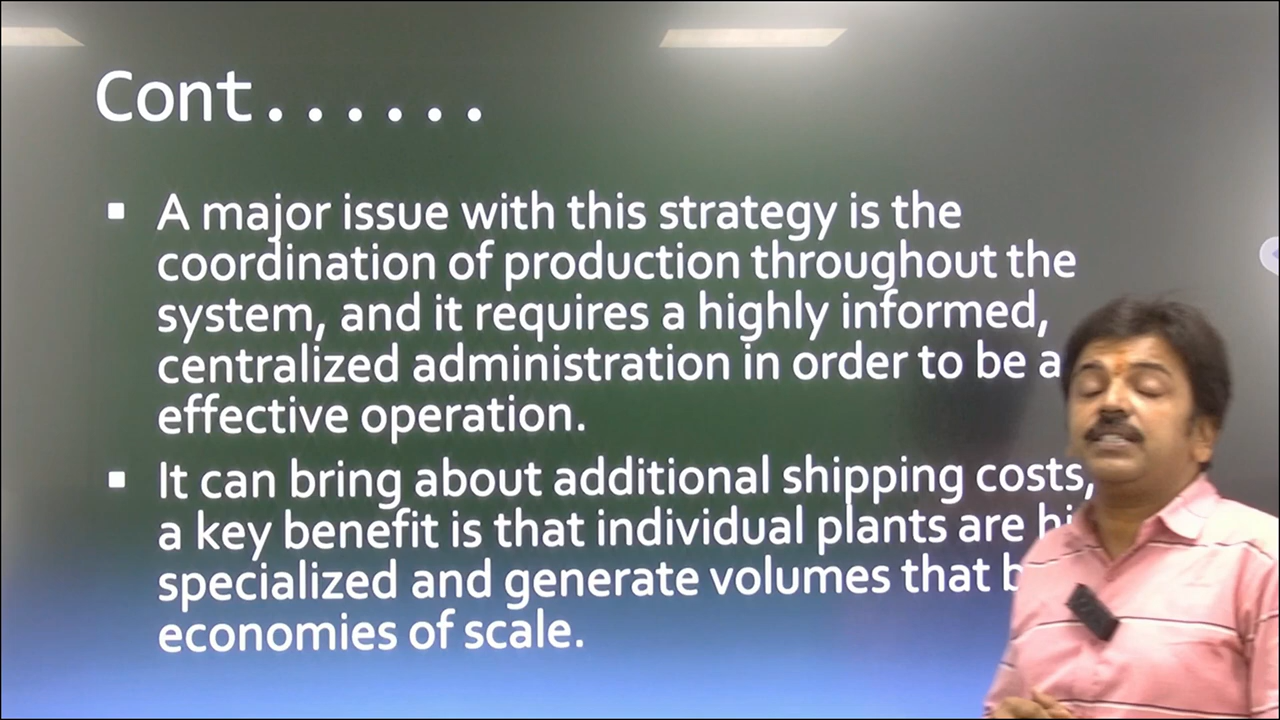 Cont......
▪ A major issue with this strategy is the
coordination of production throughout the
system, and it requires a highly informed,
centralized administration in order to be a
effective operation.
▪ It can bring about additional shipping costs,
a key benefit is that individual plants are
specialized and generate volumes that
economies of scale.